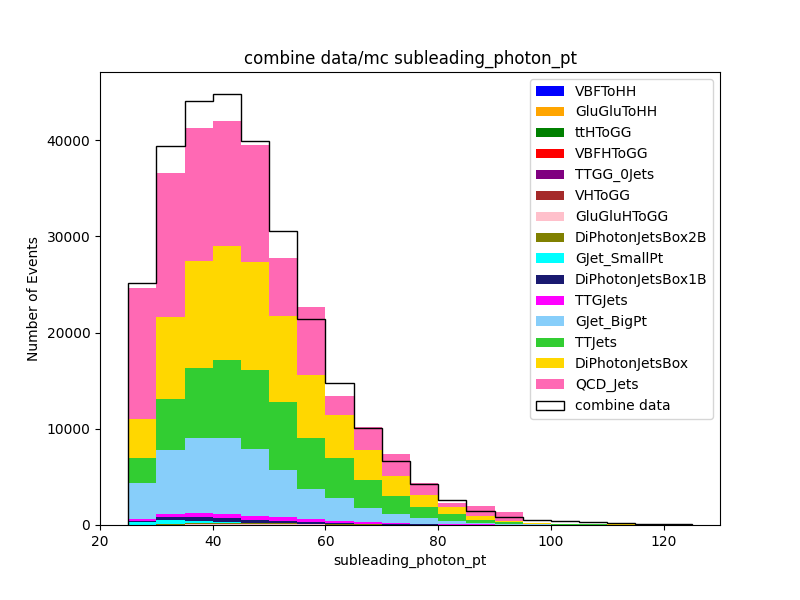 combine data/mc subleading_photon_pt
VBFToHH
GluGluToHH
ttHToGG
VBFHToGG
TTGG_0Jets
VHToGG
GluGluHToGG
DiPhotonJetsBox2B
GJet_SmallPt
DiPhotonJetsBox1B
TTGJets
GJet_BigPt
TTJets
DiPhotonJetsBox
QCD_Jets
combine data
Number of Events
40000
30000
20000
10000
0
20
40
60
80
100
120
subleading_photon_pt